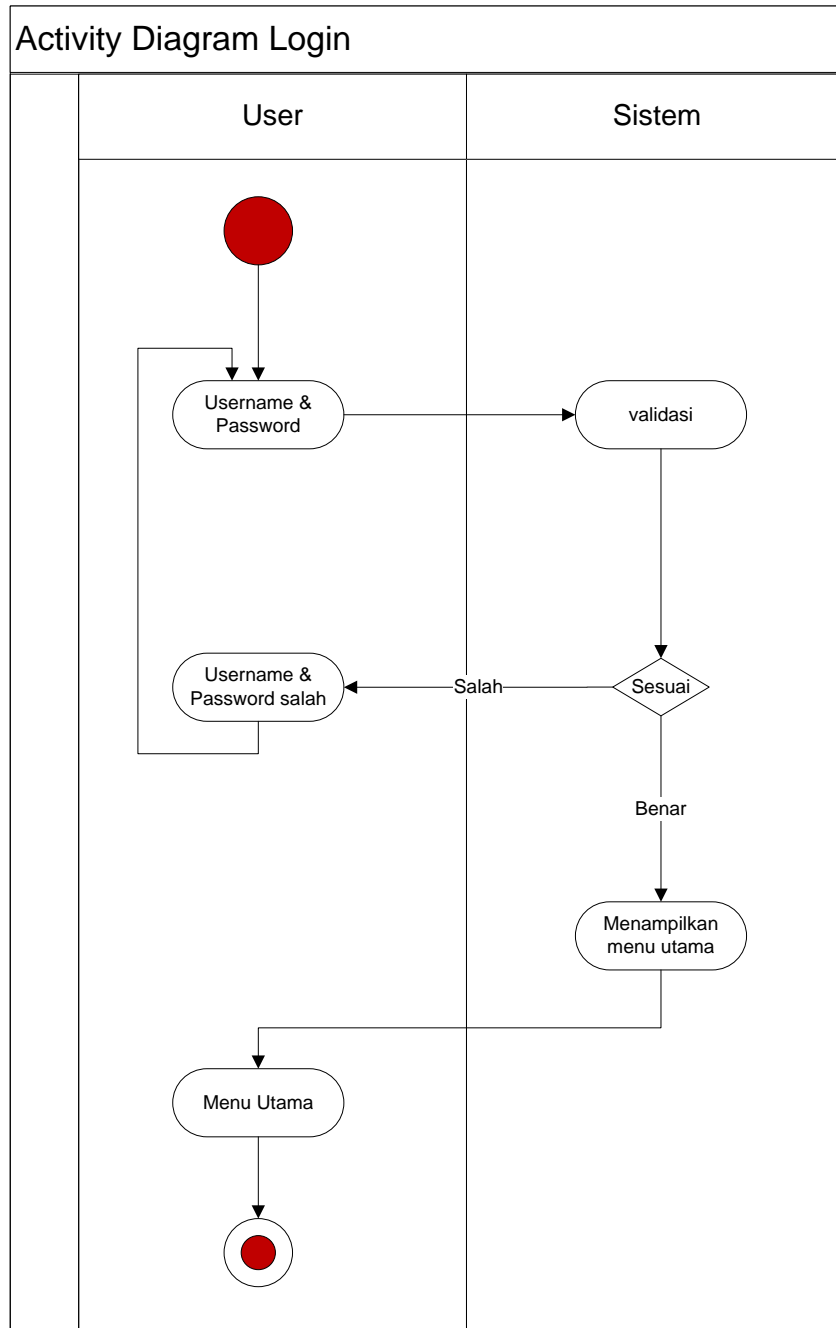 Activity Diagram Login
User
Sistem
Username &
Password
validasi
Username &
Password salah
Salah
Sesuai
Benar
Menampilkan
menu utama
Menu Utama